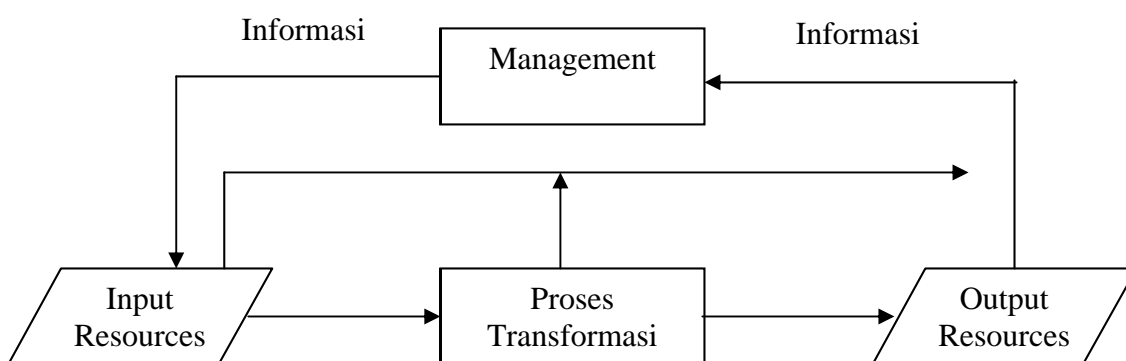 Informasi
Informasi
Management
Input
Resources
Proses
Transformasi
Output
Resources